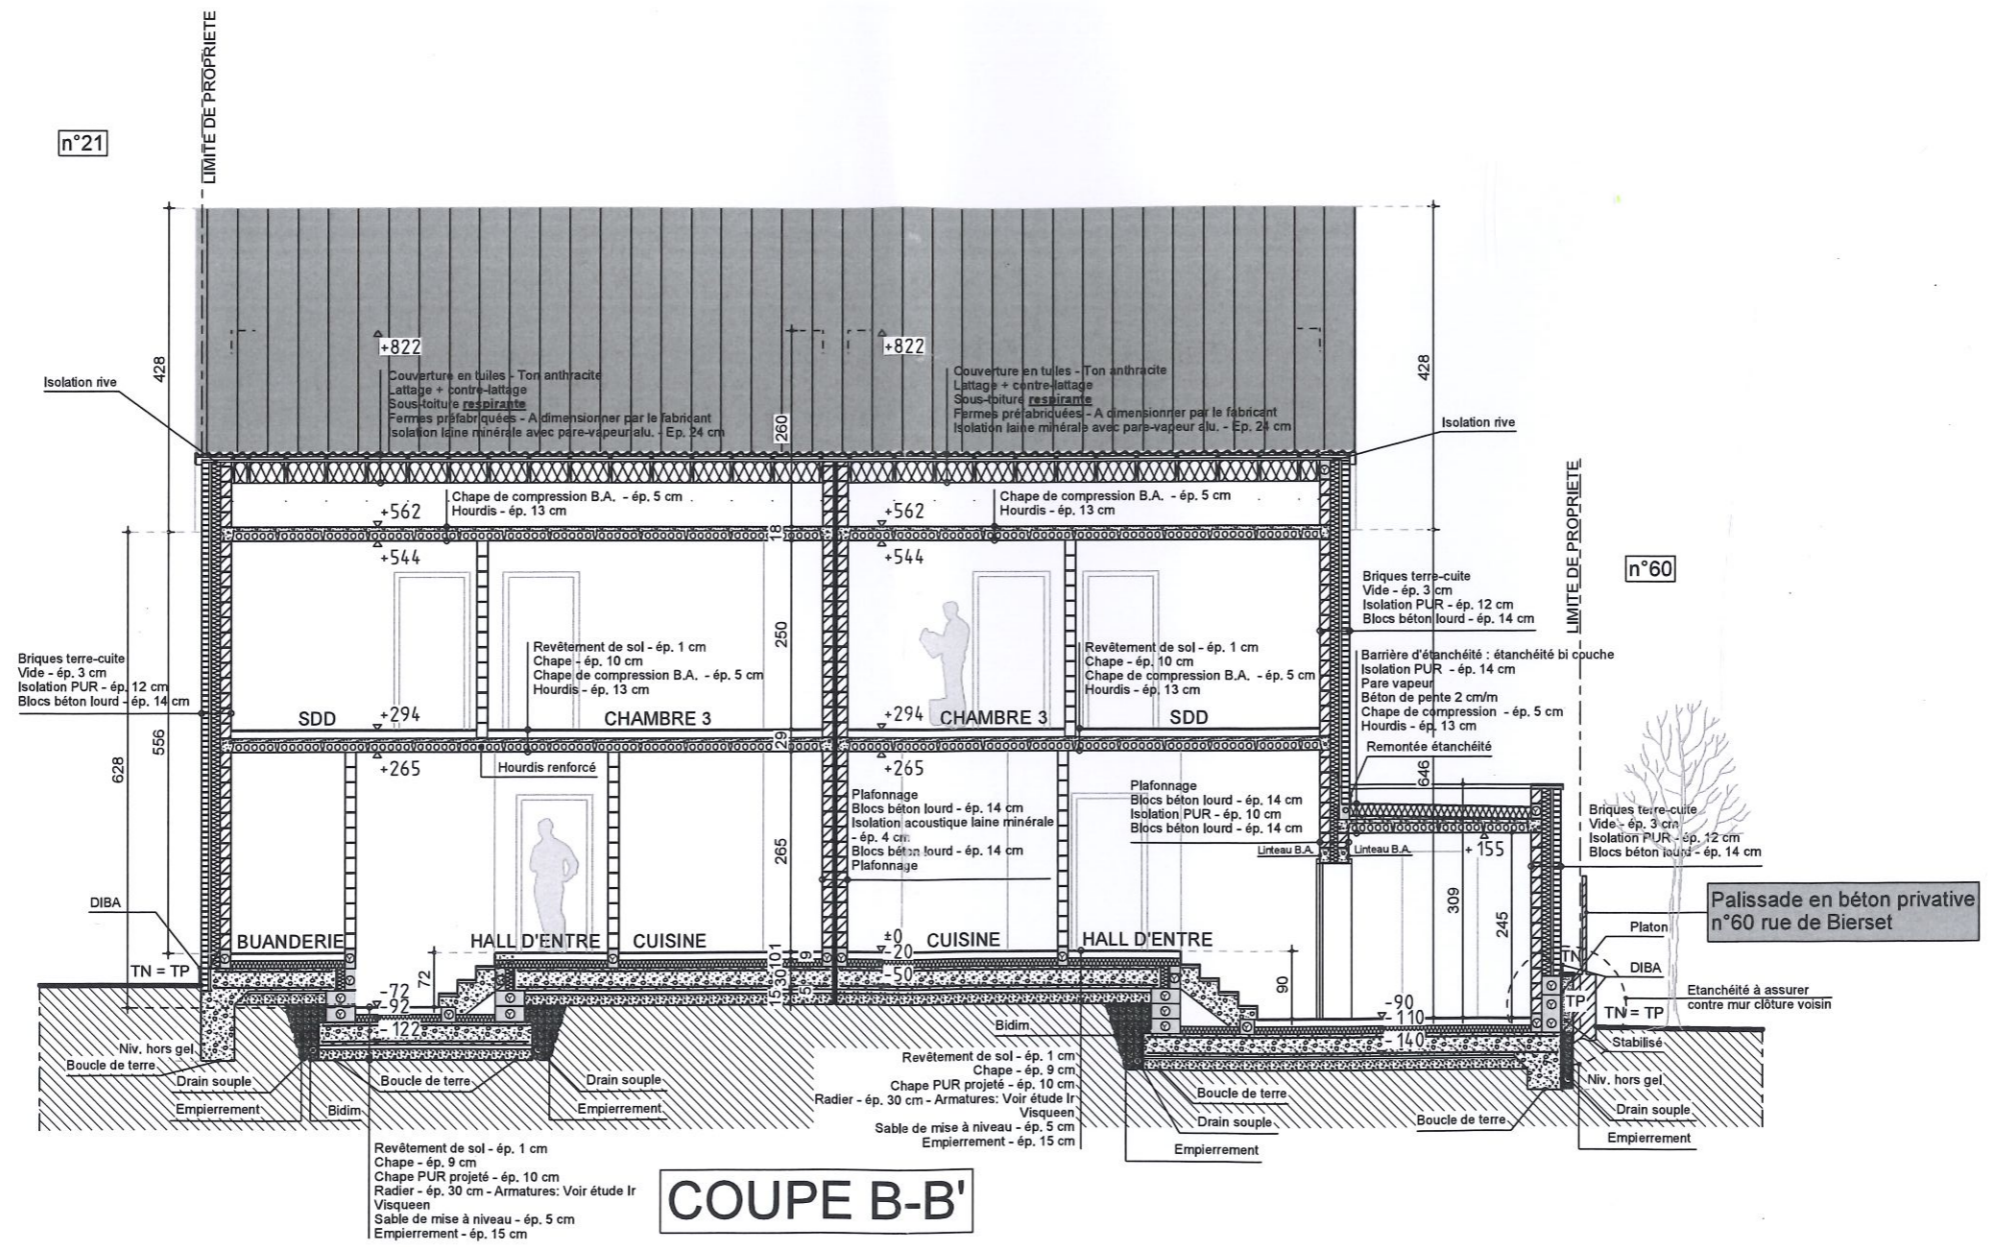 LIMITE DE PROPRIETE
n°21
428
428
+822
+822
Couverture en tuiles - Ton anthracite
Lattage + contre-lattage
Sous-toiture respirante
Fermes préfabriquées - A dimensionner par le fabricant
Isolation laine minérale avec pare-vapeur alu. - Ep. 24 cm
Couverture en tuiles - Ton anthracite
Lattage + contre-lattage
Sous-toiture respirante
Fermes préfabriquées - A dimensionner par le fabricant
Isolation laine minérale avec pare-vapeur alu. - Ep. 24 cm
Isolation rive
260
Isolation rive
LIMITE DE PROPRIETE
n°60
+562
Chape de compression B.A. - ép. 5 cm
Hourdis - ép. 13 cm
+562
Chape de compression B.A. - ép. 5 cm
Hourdis - ép. 13 cm
18
+544
+544
Briques terre-cuite
Vide - ép. 3 cm
Isolation PUR - ép. 12 cm
Blocs béton lourd - ép. 14 cm
250
Revêtement de sol - ép. 1 cm
Chape - ép. 10 cm
Chape de compression B.A. - ép. 5 cm
Hourdis - ép. 13 cm
Revêtement de sol - ép. 1 cm
Chape - ép. 10 cm
Chape de compression B.A. - ép. 5 cm
Hourdis - ép. 13 cm
Barrière d'étanchéité : étanchéité bi couche
Isolation PUR - ép. 14 cm
Pare vapeur
Béton de pente 2 cm/m
Chape de compression - ép. 5 cm
Hourdis - ép. 13 cm
Remontée étanchéité
Briques terre-cuite
Vide - ép. 3 cm
Isolation PUR - ép. 12 cm
Blocs béton lourd - ép. 14 cm
SDD
+294
CHAMBRE 3
+294
CHAMBRE 3
SDD
628
556
29
646
+265
Hourdis renforcé
+265
Plafonnage
Blocs béton lourd - ép. 14 cm
Isolation acoustique laine minérale
- ép. 4 cm
Blocs béton lourd - ép. 14 cm
Plafonnage
Plafonnage
Blocs béton lourd - ép. 14 cm
Isolation PUR - ép. 10 cm
Blocs béton lourd - ép. 14 cm
Linteau B.A.
Linteau B.A.
+155
Briques terre-cuite
Vide - ép. 3 cm
Isolation PUR - ép. 12 cm
Blocs béton lourd - ép. 14 cm
265
309
245
Palissade en béton privative
n°60 rue de Bierset
DIBA
BUANDERIE
HALL D'ENTRE
CUISINE
±0
-20
-50
CUISINE
HALL D'ENTRE
Platon
TN
DIBA
TN = TP
72
101
9
30
15
5
90
-72
-92
-122
-90
-110
-140
TP
Etanchéité à assurer
contre mur clôture voisin
TN = TP
Stabilisé
Niv. hors gel
Boucle de terre
Drain souple
Empierrement
Bidim
Boucle de terre
Drain souple
Empierrement
Bidim
Revêtement de sol - ép. 1 cm
Chape - ép. 9 cm
Chape PUR projeté - ép. 10 cm
Radier - ép. 30 cm - Armatures: Voir étude Ir
Visqueen
Sable de mise à niveau - ép. 5 cm
Empierrement - ép. 15 cm
Boucle de terre
Drain souple
Empierrement
Niv. hors gel
Boucle de terre
Drain souple
Empierrement
Revêtement de sol - ép. 1 cm
Chape - ép. 9 cm
Chape PUR projeté - ép. 10 cm
Radier - ép. 30 cm - Armatures: Voir étude Ir
Visqueen
Sable de mise à niveau - ép. 5 cm
Empierrement - ép. 15 cm
COUPE B-B'